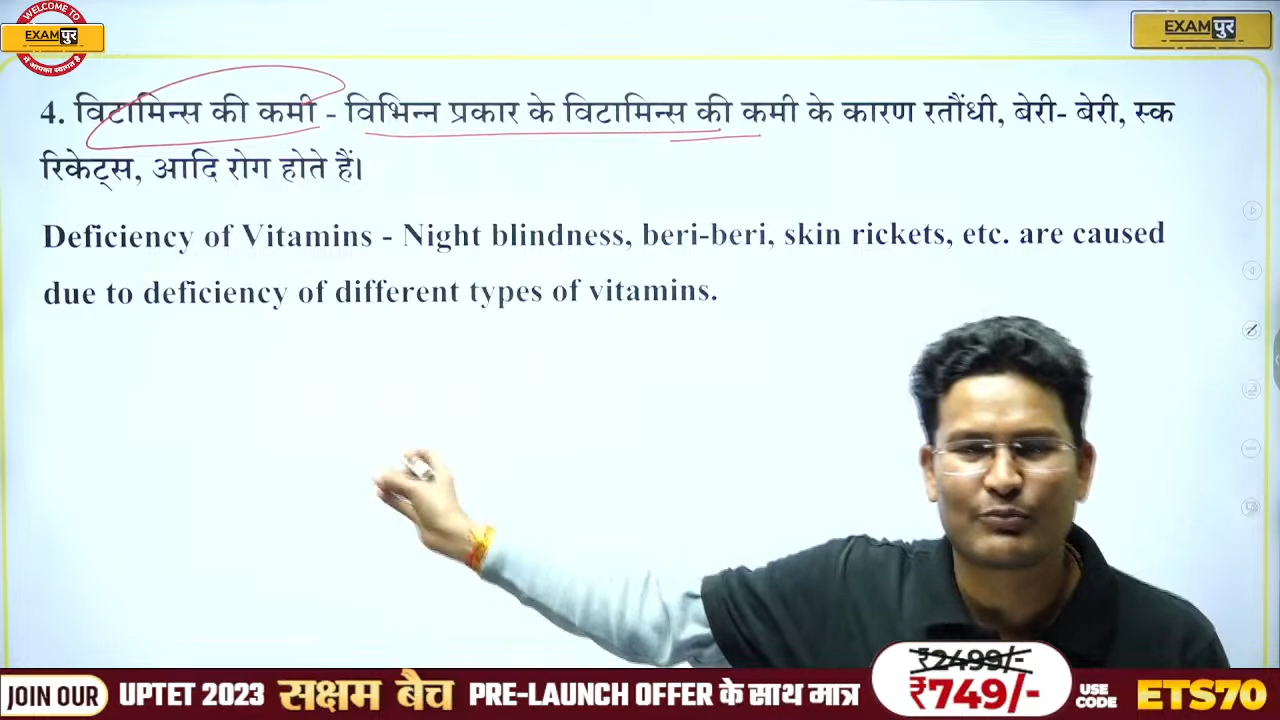 WELCOME TO
EXAMपुर
में आपका स्वागत है
EXAMपुर
4. विटामिन्स की कमी - विभिन्न प्रकार के विटामिन्स की कमी के कारण रतौंधी, बेरी- बेरी, स्क
रिकेट्स, आदि रोग होते हैं।
Deficiency of Vitamins - Night blindness, beri-beri, skin rickets, etc. are caused
due to deficiency of different types of vitamins.
₹2499/-
JOIN OUR UPTET 2023 सक्षम बैच PRE-LAUNCH OFFER के साथ मात्र ₹749/- USE CODE ETS70